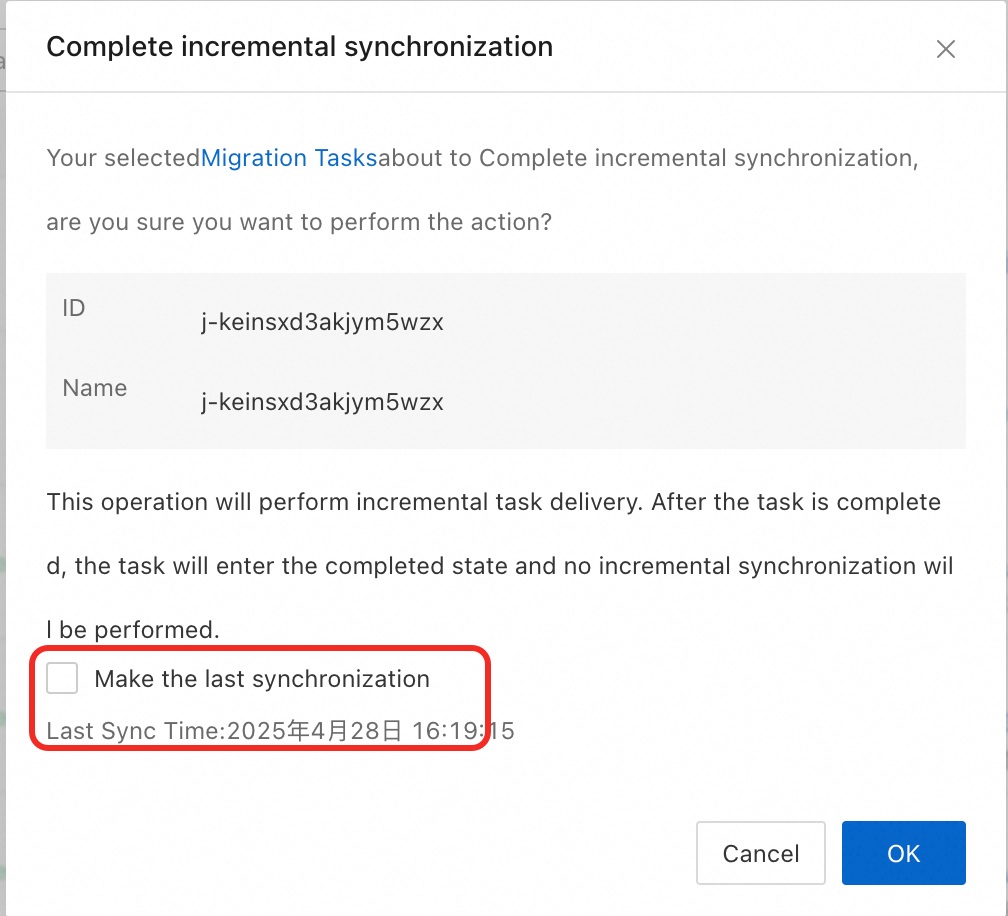 Complete incremental synchronization
Your selectedMigration Tasksabout to Complete incremental synchronization,
are you sure you want to perform the action?
ID
j-keinsxd3akjym5wzx
Name
j-keinsxd3akjym5wzx
This operation will perform incremental task delivery. After the task is complete
d, the task will enter the completed state and no incremental synchronization wil
l be performed.
Make the last synchronization
Last Sync Time:2025年4月28日 16:19:15
Cancel
OK